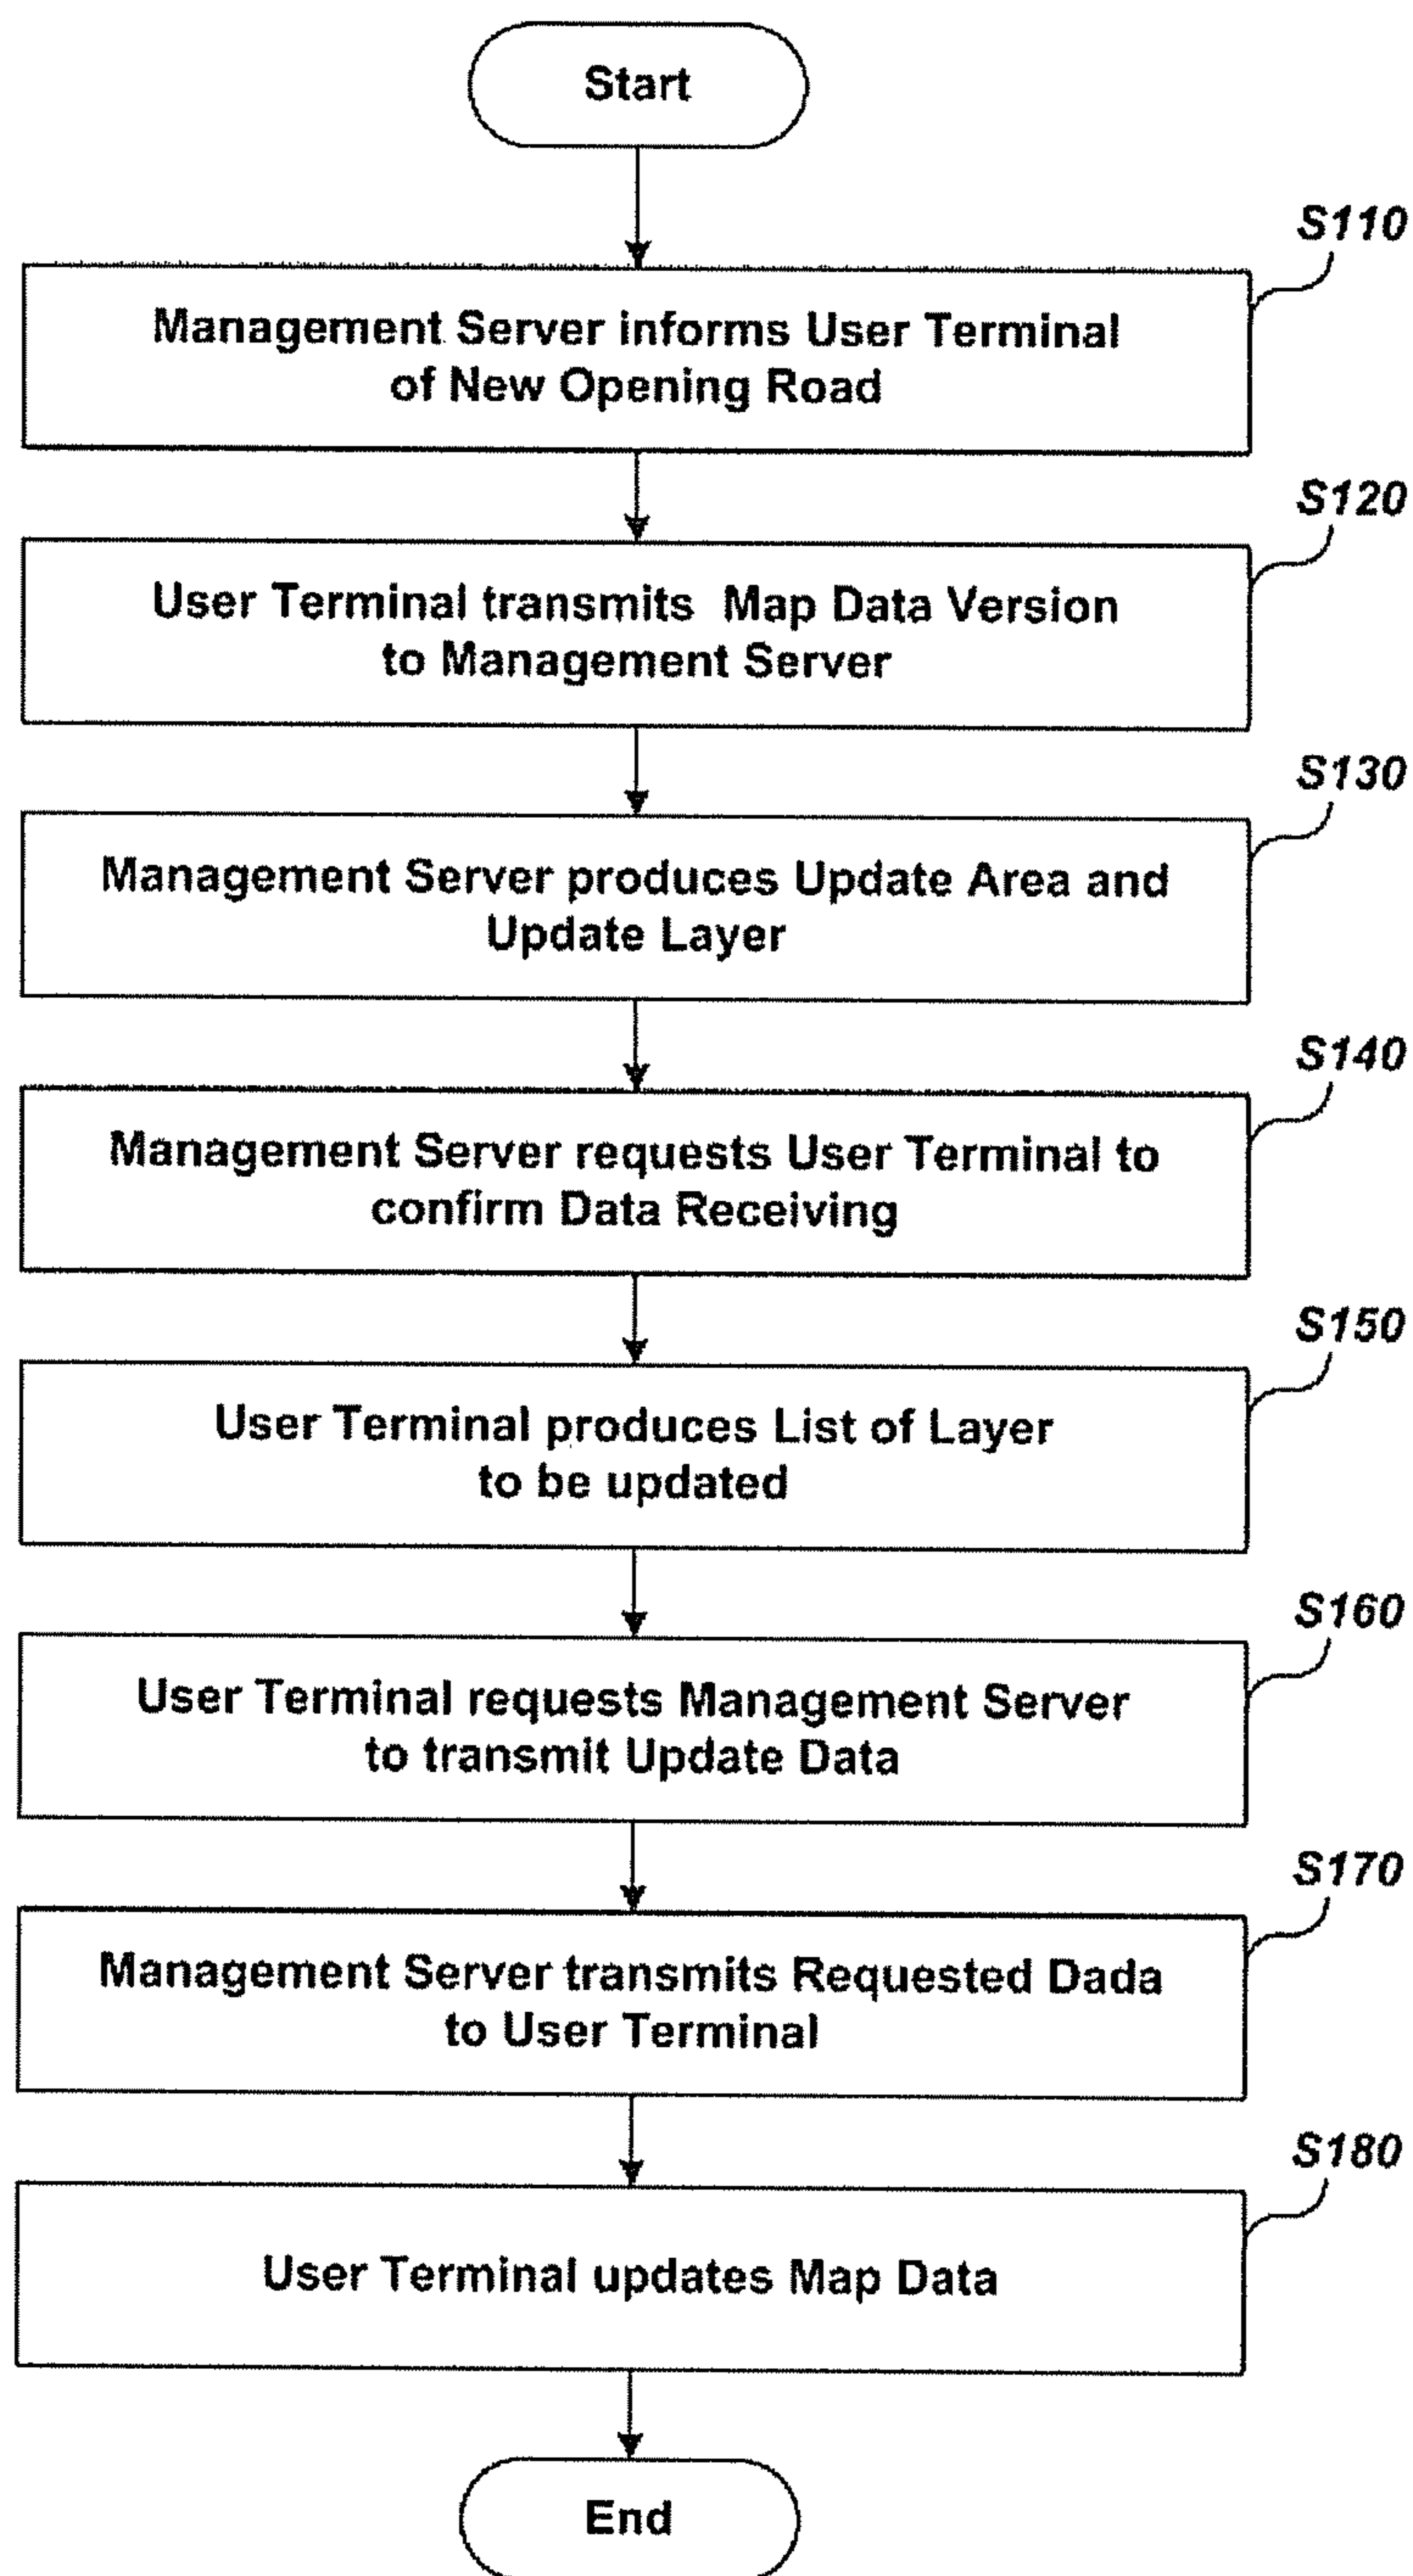 Start
S110
Management Server informs User Terminal
of New Opening Road
S120
User Terminal transmits Map Data Version
to Management Server
S130
Management Server produces Update Area and
Update Layer
S140
Management Server requests User Terminal to
confirm Data Receiving
S150
User Terminal produces List of Layer
to be updated
S160
User Terminal requests Management Server
to transmit Update Data
S170
Management Server transmits Requested Dada
to User Terminal
S180
User Terminal updates Map Data
End